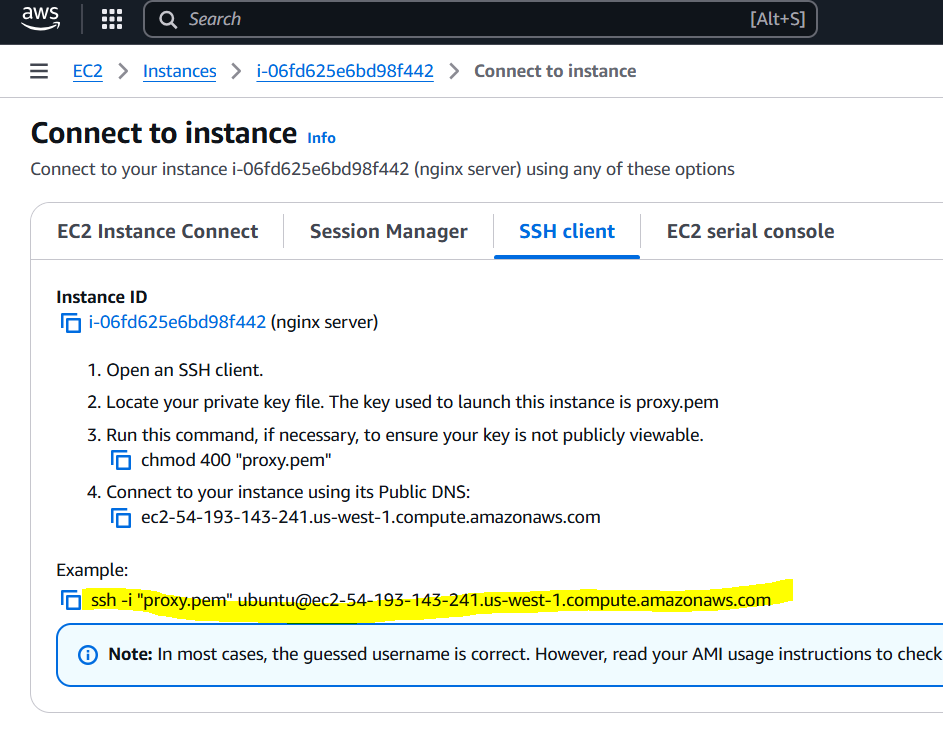 aws
Search [Alt+S]
EC2 > Instances > i-06fd625e6bd98f442 > Connect to instance
Connect to instance Info
Connect to your instance i-06fd625e6bd98f442 (nginx server) using any of these options
EC2 Instance Connect Session Manager SSH client EC2 serial console
Instance ID
i-06fd625e6bd98f442 (nginx server)
1. Open an SSH client.
2. Locate your private key file. The key used to launch this instance is proxy.pem
3. Run this command, if necessary, to ensure your key is not publicly viewable.
chmod 400 "proxy.pem"
4. Connect to your instance using its Public DNS:
ec2-54-193-143-241.us-west-1.compute.amazonaws.com
Example:
ssh -i "proxy.pem" ubuntu@ec2-54-193-143-241.us-west-1.compute.amazonaws.com
Note: In most cases, the guessed username is correct. However, read your AMI usage instructions to check